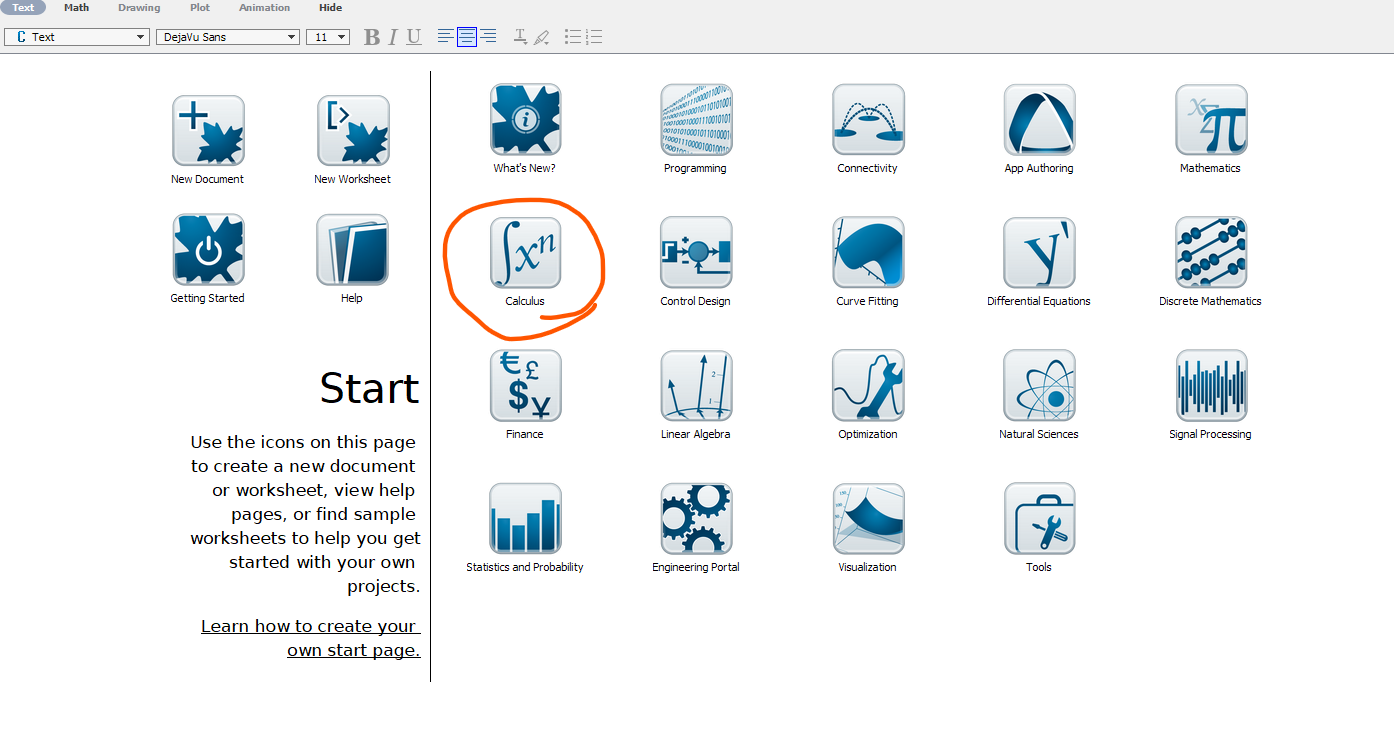 Text Math Drawing Plot Animation Hide
C Text DejaVu Sans 11 B I U
New Document New Worksheet
Getting Started Help
Start
Use the icons on this page
to create a new document
or worksheet, view help
pages, or find sample
worksheets to help you get
started with your own
projects.
Learn how to create your
own start page.
What's New? Programming Connectivity App Authoring Mathematics
Calculus Control Design Curve Fitting Differential Equations Discrete Mathematics
Finance Linear Algebra Optimization Natural Sciences Signal Processing
Statistics and Probability Engineering Portal Visualization Tools